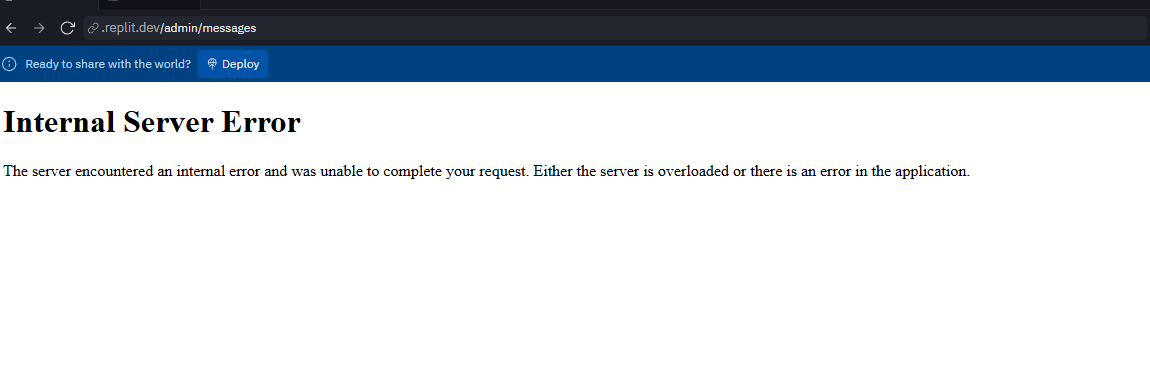 .replit.dev/admin/messages
Ready to share with the world? Deploy
Internal Server Error
The server encountered an internal error and was unable to complete your request. Either the server is overloaded or there is an error in the application.